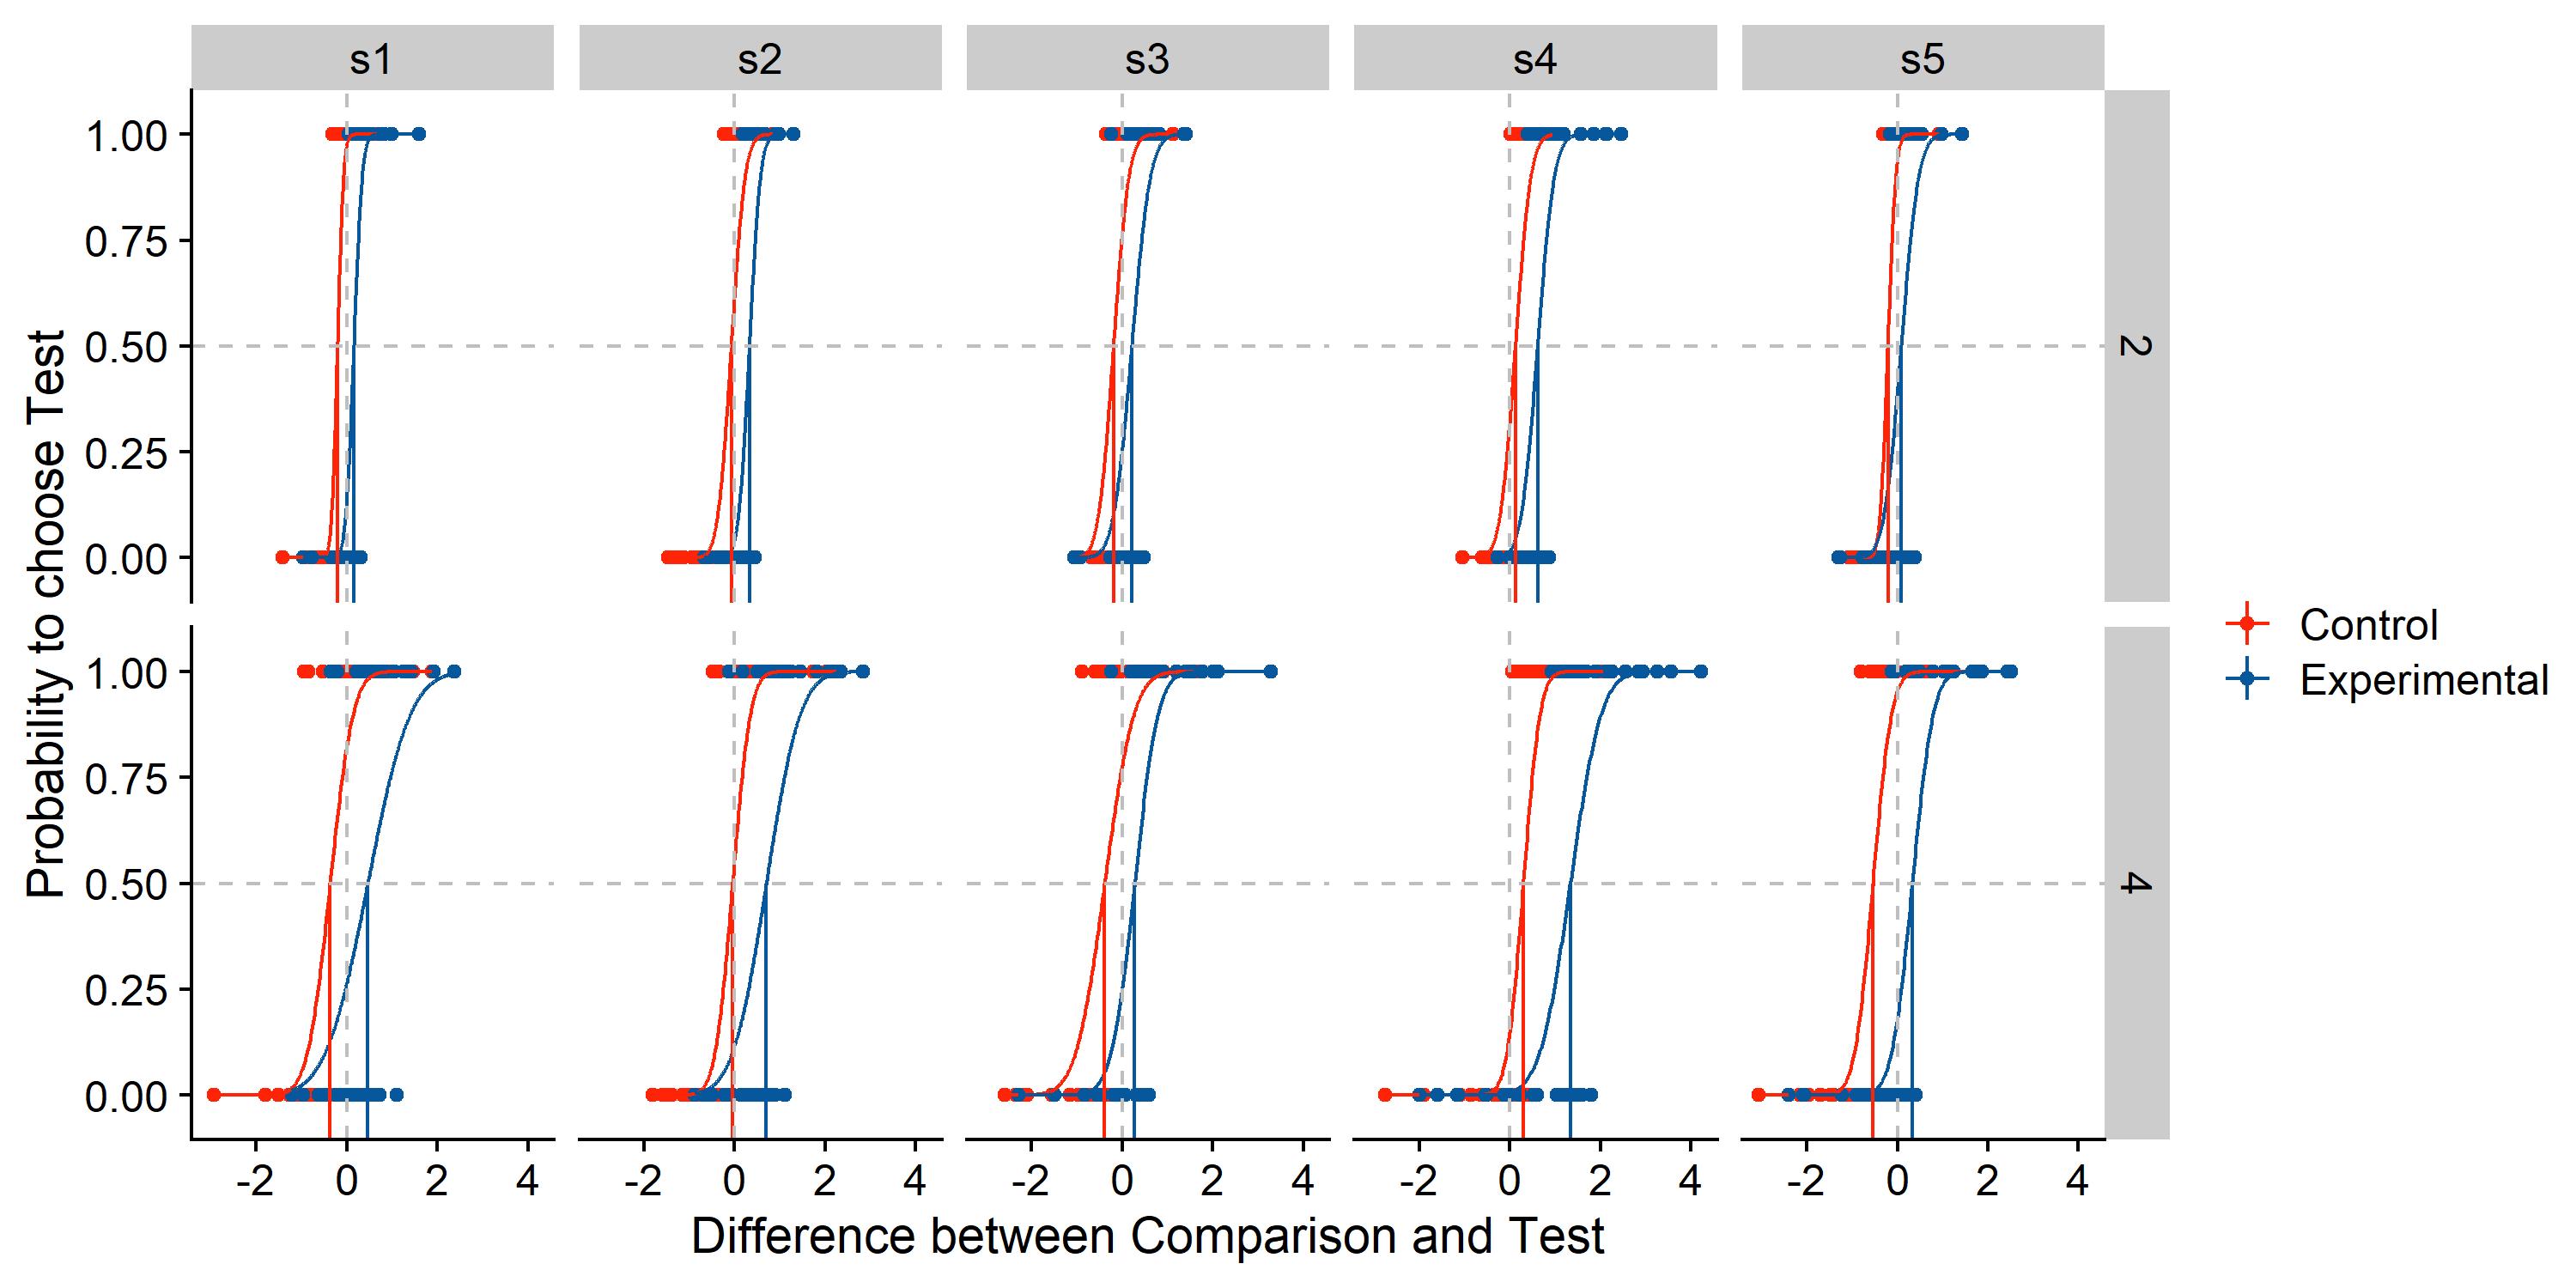 s1 s2 s3 s4 s5
1.00
0.75
0.50
0.25
0.00
2
1.00
0.75
0.50
0.25
0.00
4
-2 0 2 4 -2 0 2 4 -2 0 2 4 -2 0 2 4 -2 0 2 4
Difference between Comparison and Test
Probability to choose Test
Control
Experimental